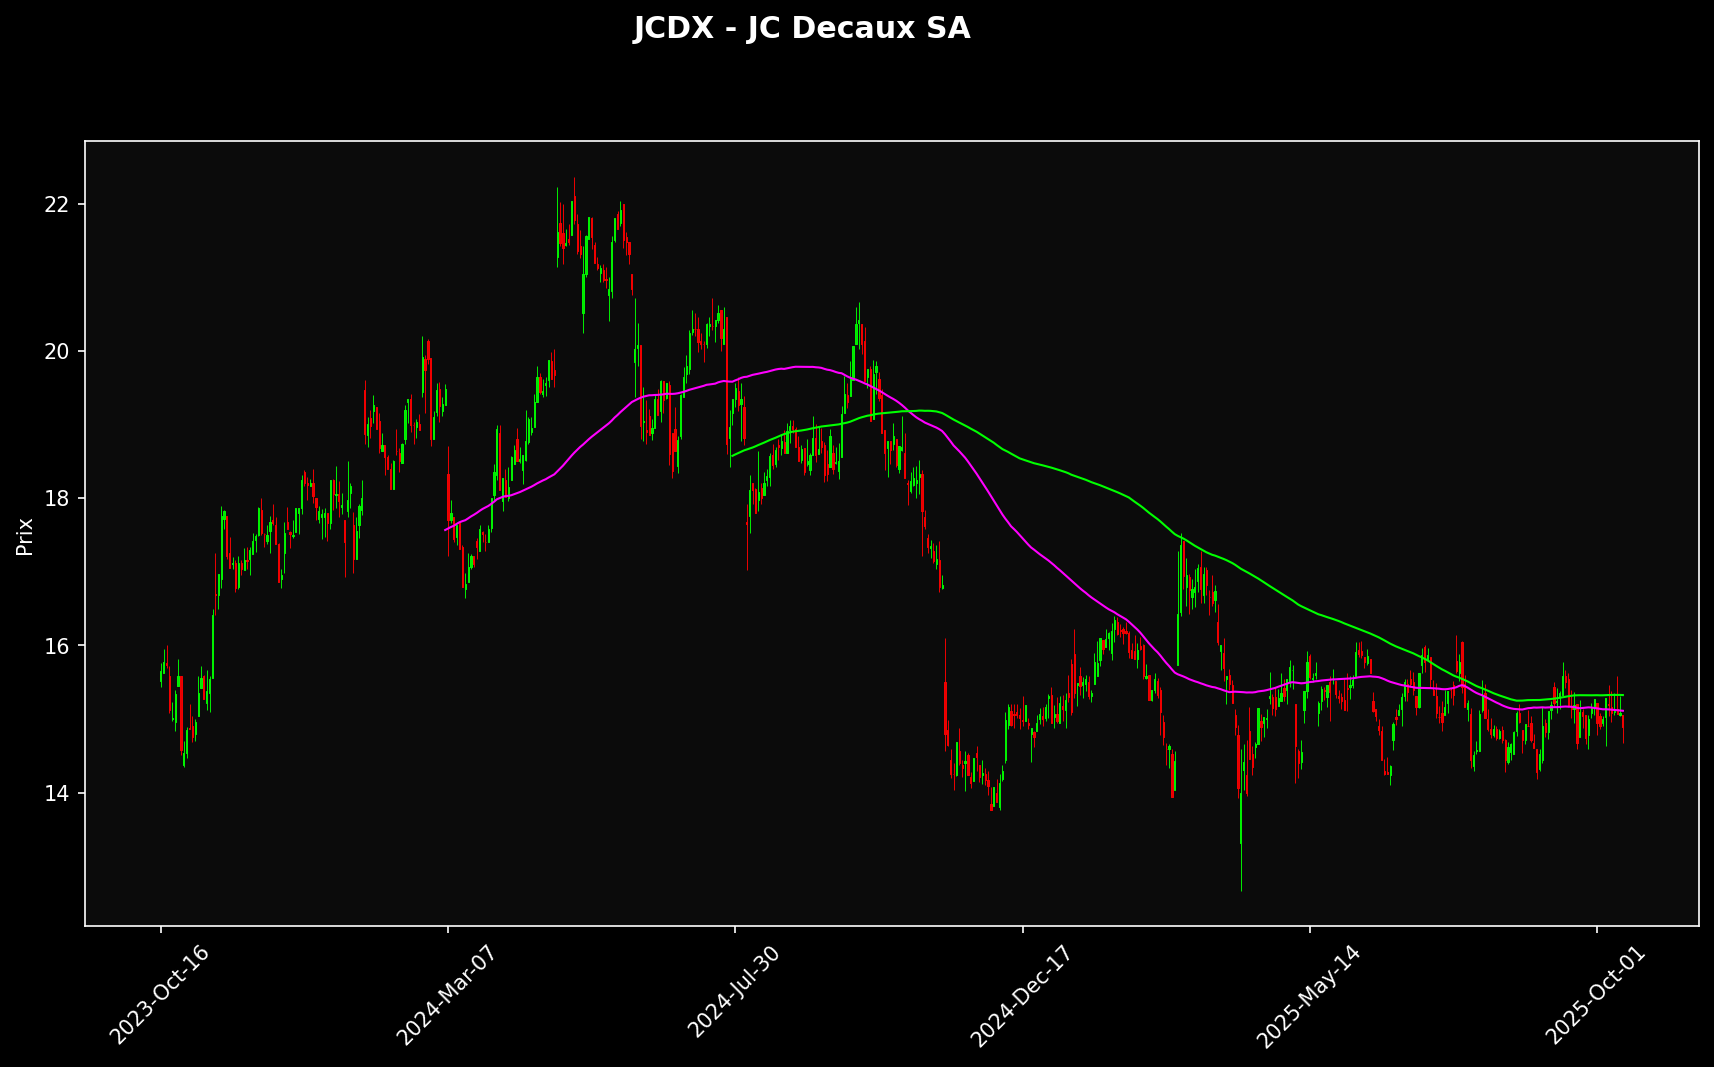 JCDX - JC Decaux SA
Prix
22
20
18
16
14
2023-Oct-16
2024-Mar-07
2024-Jul-30
2024-Dec-17
2025-May-14
2025-Oct-01